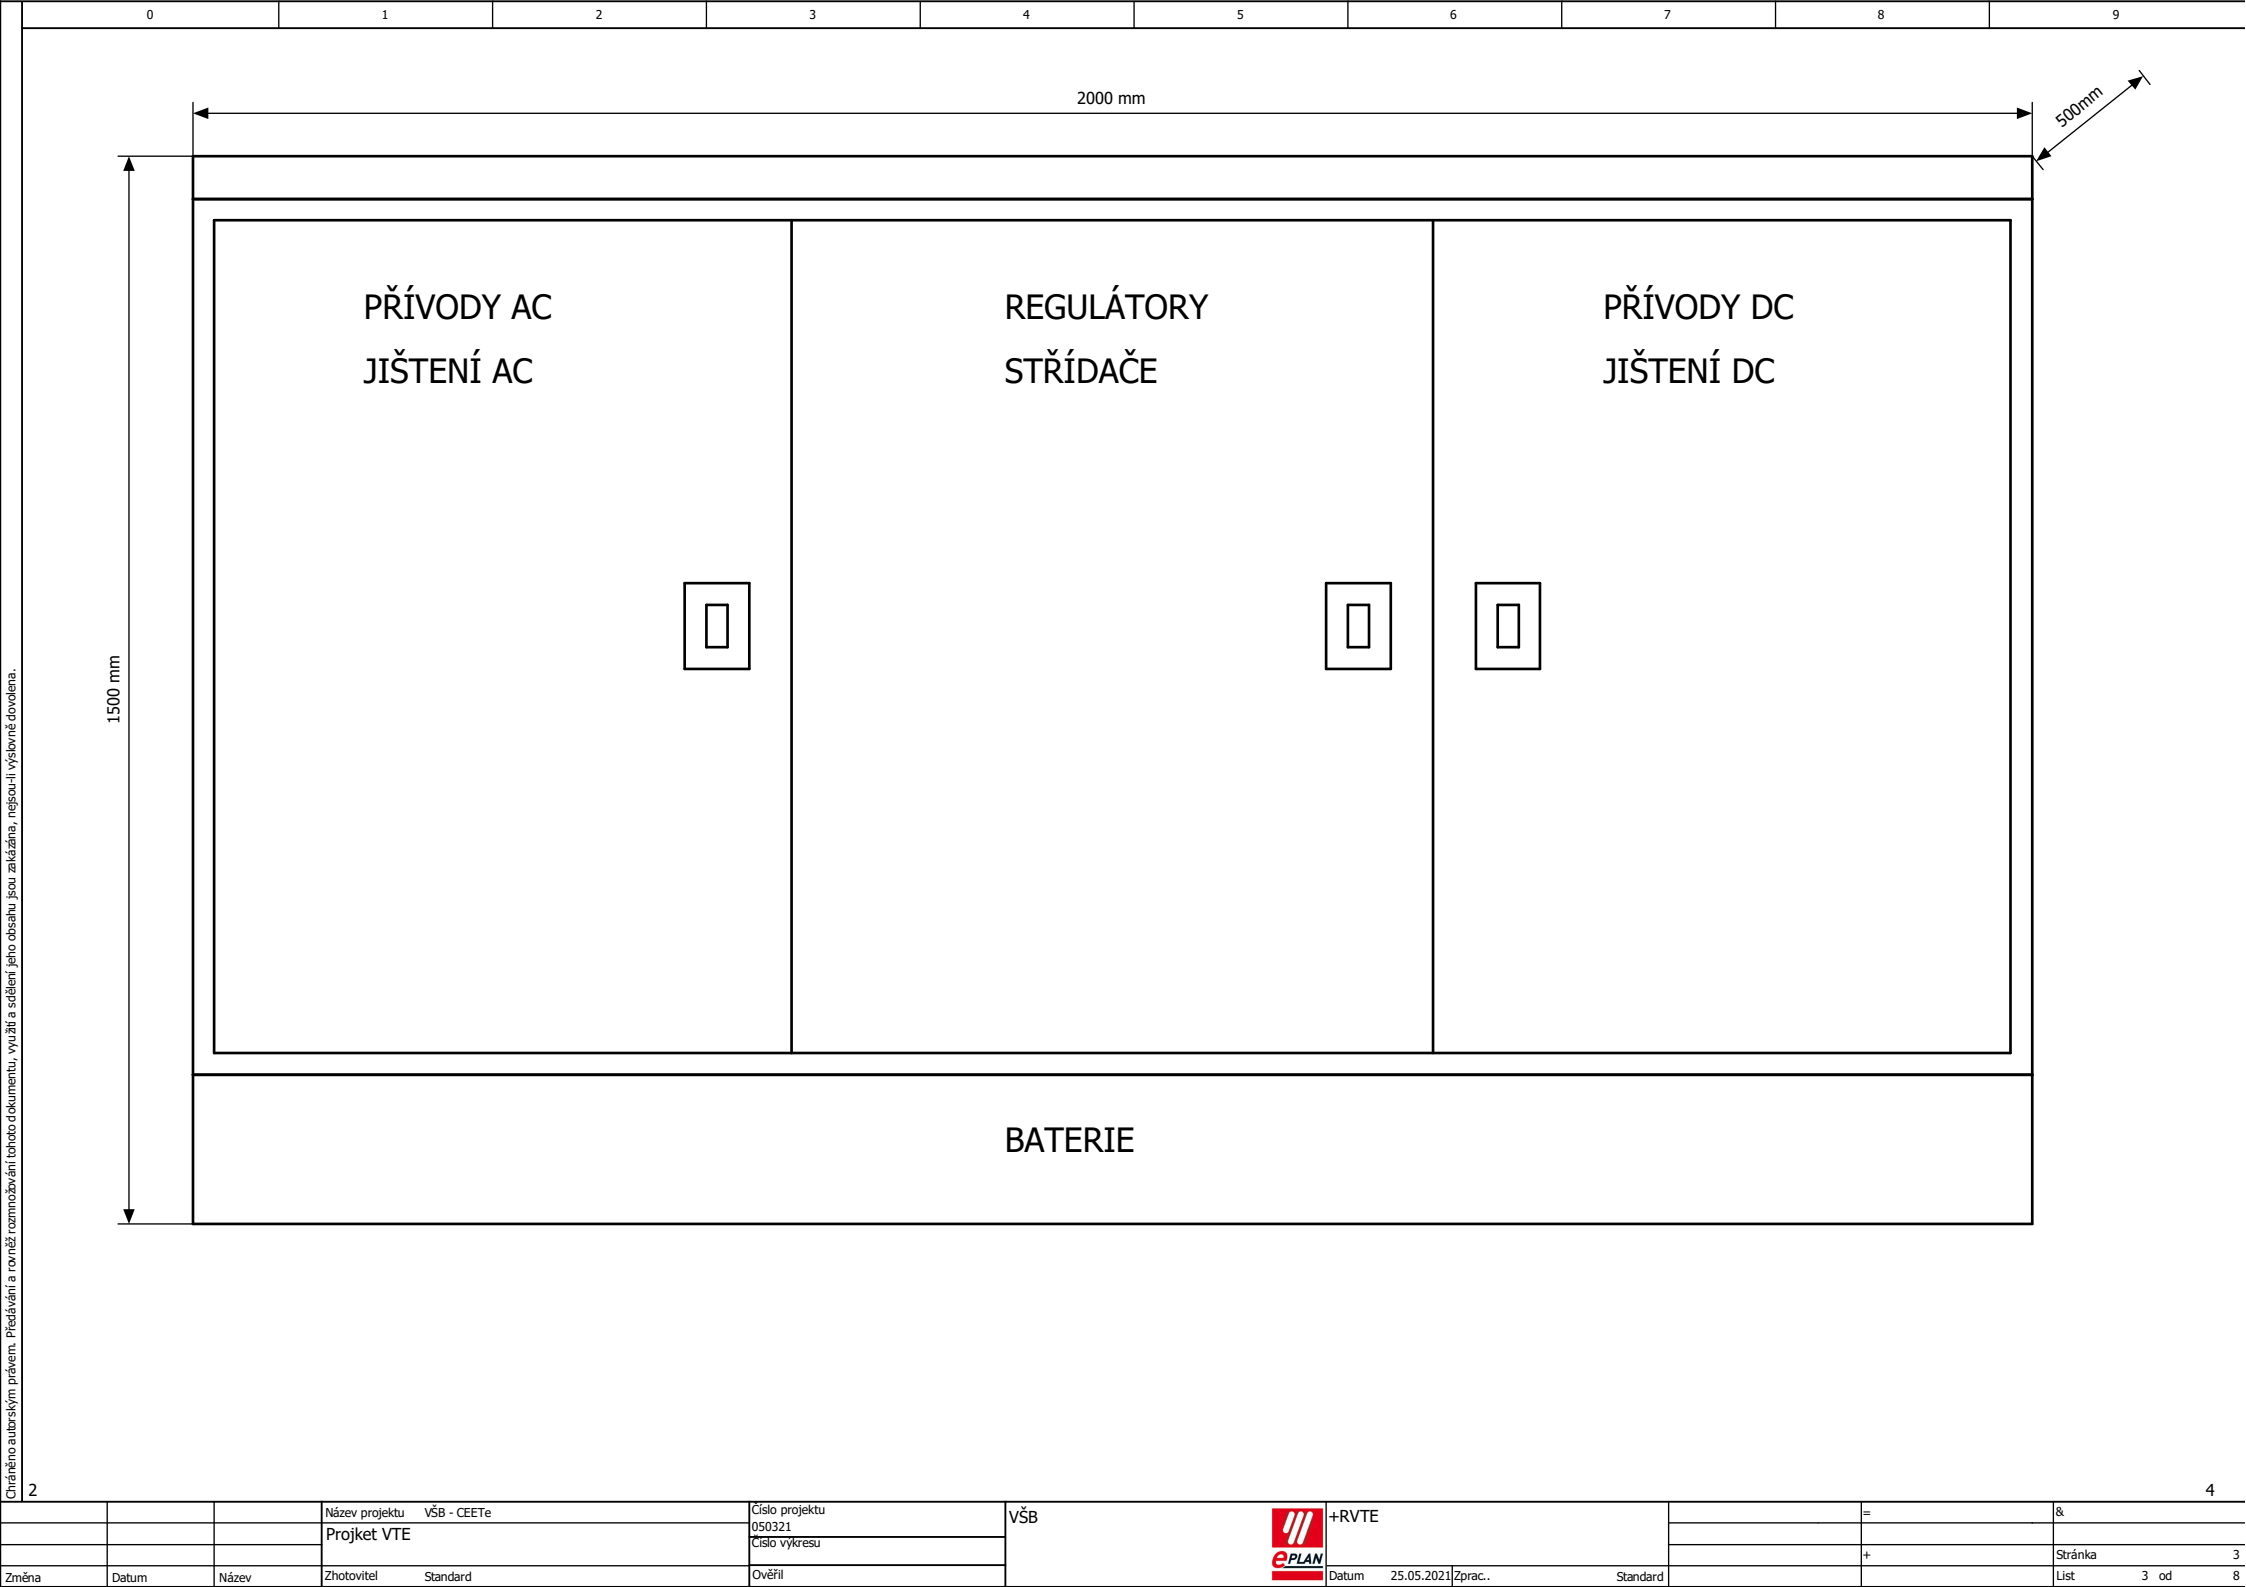 0 1 2 3 4 5 6 7 8 9
2000 mm
500mm
PŘÍVODY AC
JIŠTENÍ AC
REGULÁTORY
STŘÍDAČE
PŘÍVODY DC
JIŠTENÍ DC
1500 mm
BATERIE
Chráněno autorským právem. Předávání a rovněž rozmnožování tohoto dokumentu, využití a sdělení jeho obsahu jsou zakázána, nejsou-li výslovně dovolena.
2
4
Název projektu VŠB - CEETe
Projket VTE
Zhotovitel Standard
Změna Datum Název
Číslo projektu
050321
Číslo výkresu
Ověřil
VŠB
ePLAN
+RVTE
Datum 25.05.2021 Zprac.. Standard
=
+
&
Stránka 3
List 3 od 8